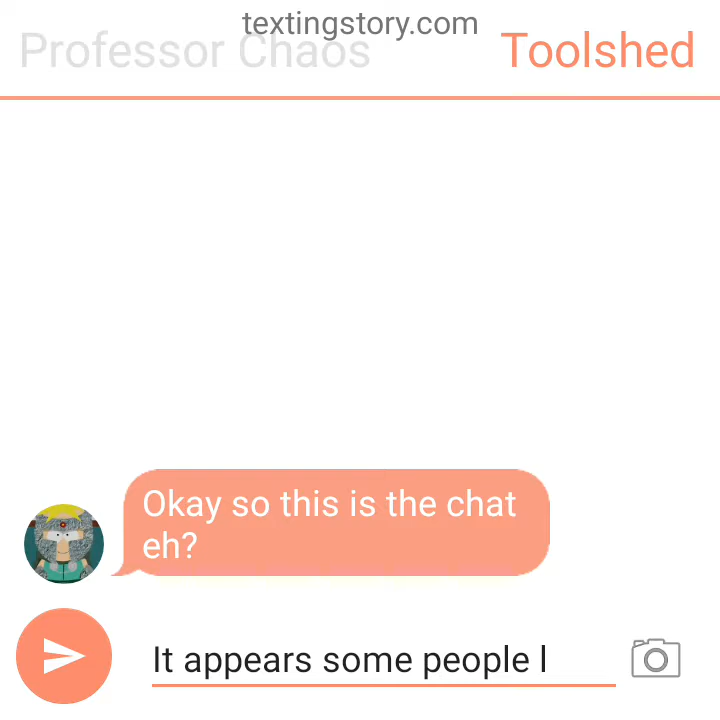 textingstory.com
Professor Chaos
Toolshed
Okay so this is the chat
eh?
It appears some people l